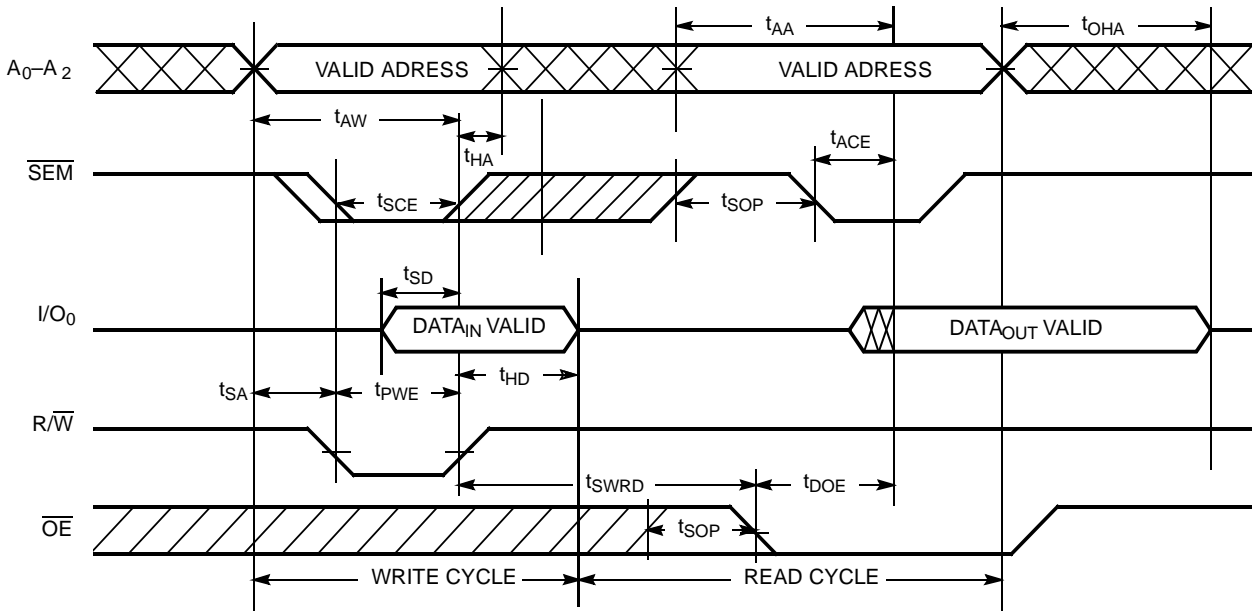 tAA
tOHA
A0–A 2
VALID ADRESS
VALID ADRESS
tAW
tHA
tACE
SEM
tSCE
tSOP
tSD
I/O0
DATAIN VALID
DATAOUT VALID
tSA
tPWE
tHD
R/W
tSWRD
tDOE
OE
tSOP
WRITE CYCLE
READ CYCLE